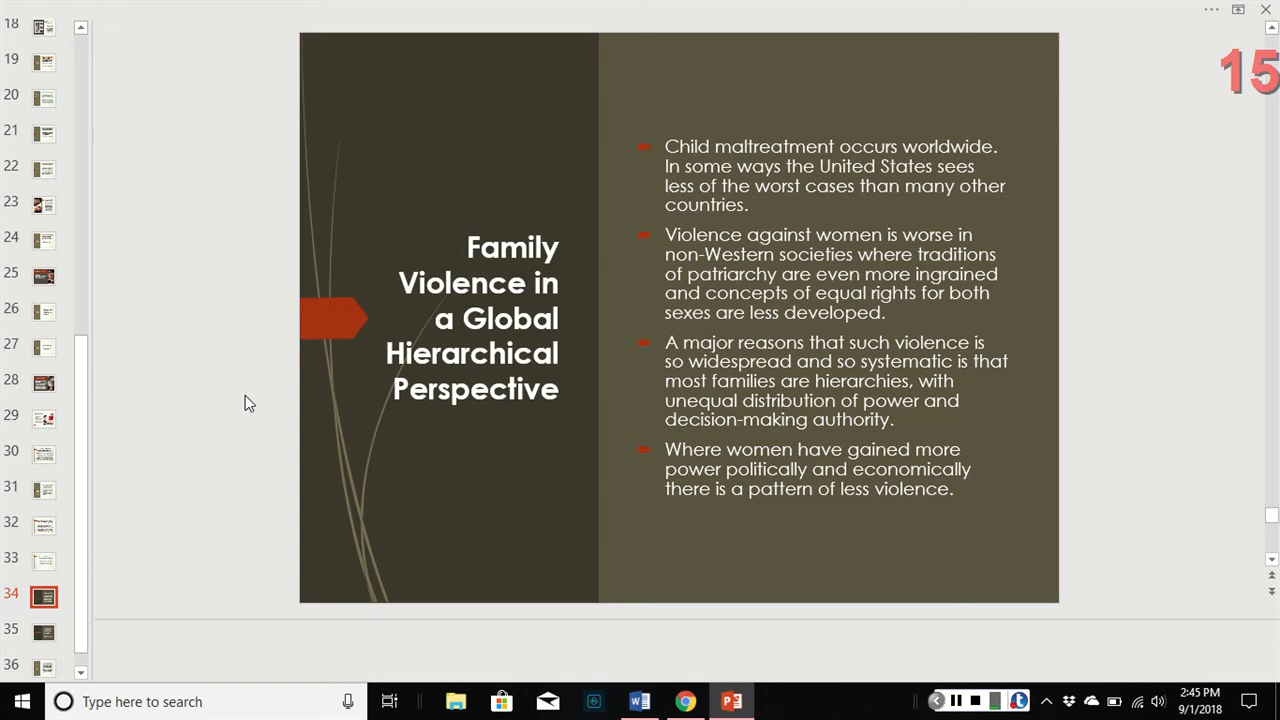 18
19
20
21
22
23
24
25
26
27
28
29
30
31
32
33
34
35
36
15
Family
Violence in
a Global
Hierarchical
Perspective
Child maltreatment occurs worldwide.
In some ways the United States sees
less of the worst cases than many other
countries.
Violence against women is worse in
non-Western societies where traditions
of patriarchy are even more ingrained
and concepts of equal rights for both
sexes are less developed.
A major reasons that such violence is
so widespread and so systematic is that
most families are hierarchies, with
unequal distribution of power and
decision-making authority.
Where women have gained more
power politically and economically
there is a pattern of less violence.
Type here to search
2:45 PM
9/1/2018